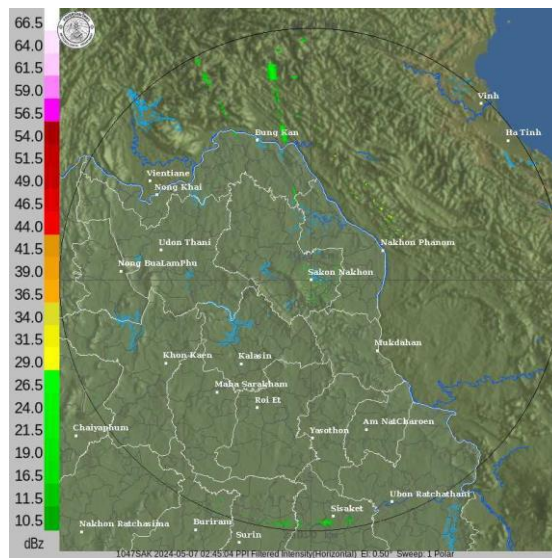 66.5
64.0
61.5
59.0
56.5
54.0
51.5
49.0
46.5
44.0
41.5
39.0
36.5
34.0
31.5
29.0
26.5
24.0
21.5
19.0
16.5
14.0
11.5
10.5
dBz
Vinh
Ha Tinh
Bung Kan
Vientiane
Nong Khai
Udon Thani
Nakhon Phanom
Nong BuaLamPhu
Sakon Nakhon
Mukdahan
Khon Kaen
Kalasin
Maha Sarakham
Roi Et
Am NatCharoen
Chaiyaphum
Yasothon
Ubon Ratchathani
Sisaket
Nakhon Ratchasima
Buriram
Surin
1047SAK 2024-05-07 02:45:04 PPI Filtered Intensity(Horizontal) El: 0.50° Sweep: 1 Polar